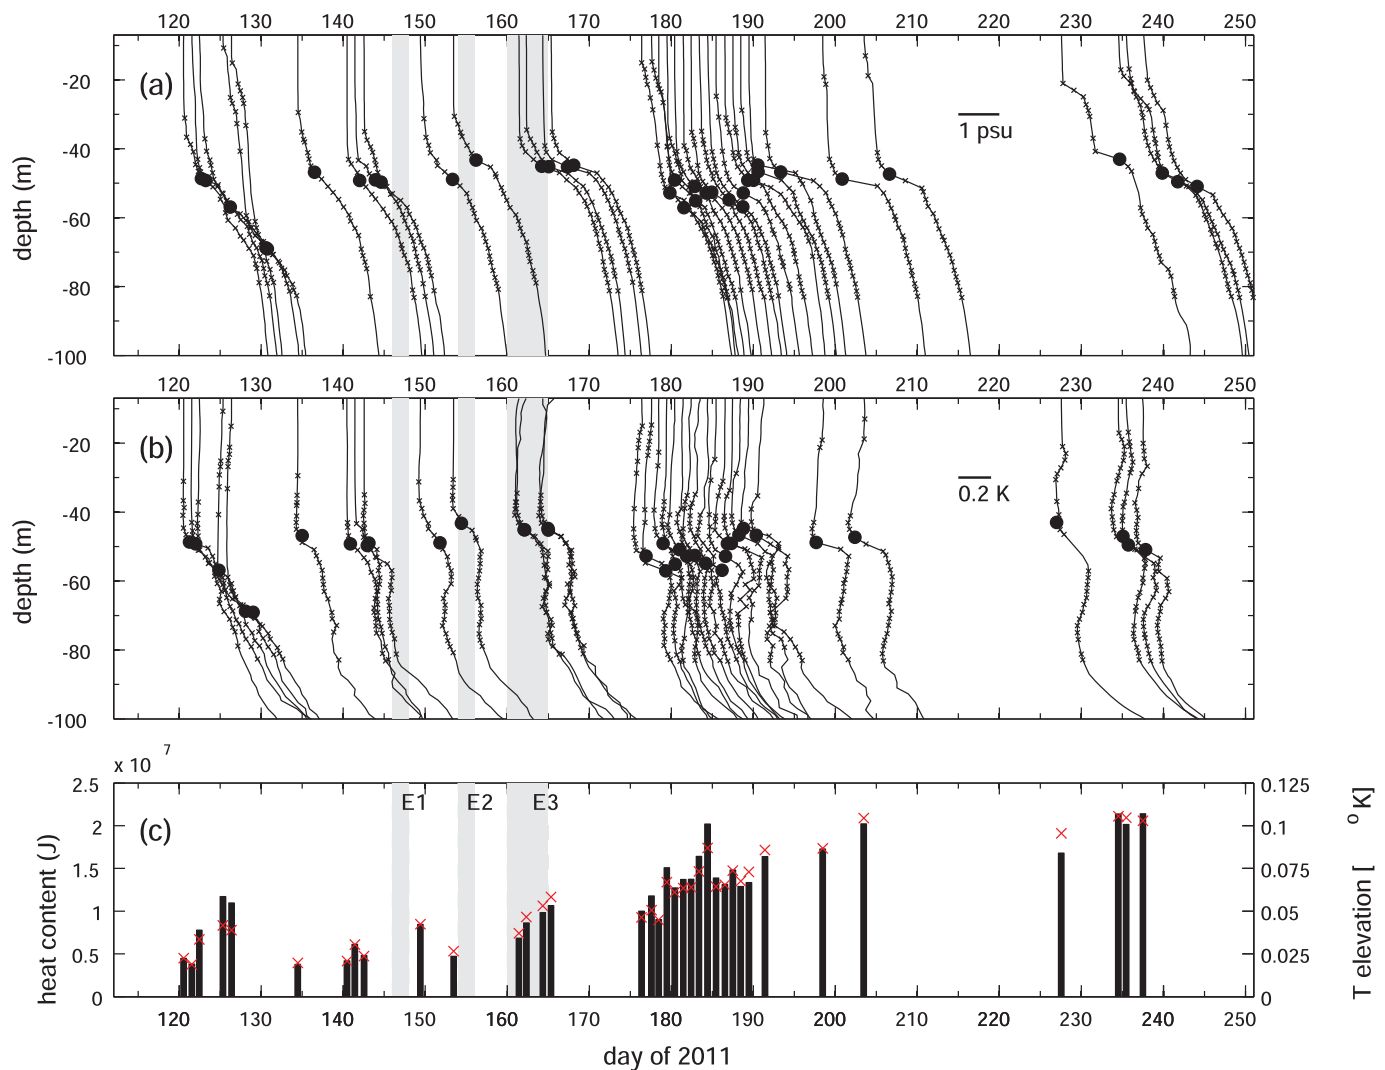 120 130 140 150 160 170 180 190 200 210 220 230 240 250
(a)
-20
-40
-60
-80
-100
depth (m)
1 psu
120 130 140 150 160 170 180 190 200 210 220 230 240 250
(b)
-20
-40
-60
-80
-100
depth (m)
0.2 K
x 10 7
2.5
2
1.5
1
0.5
0
heat content (J)
(c)
E1 E2 E3
0.125
0.1
0.075
0.05
0.025
0
T elevation [ oK]
120 130 140 150 160 170 180 190 200 210 220 230 240 250
day of 2011